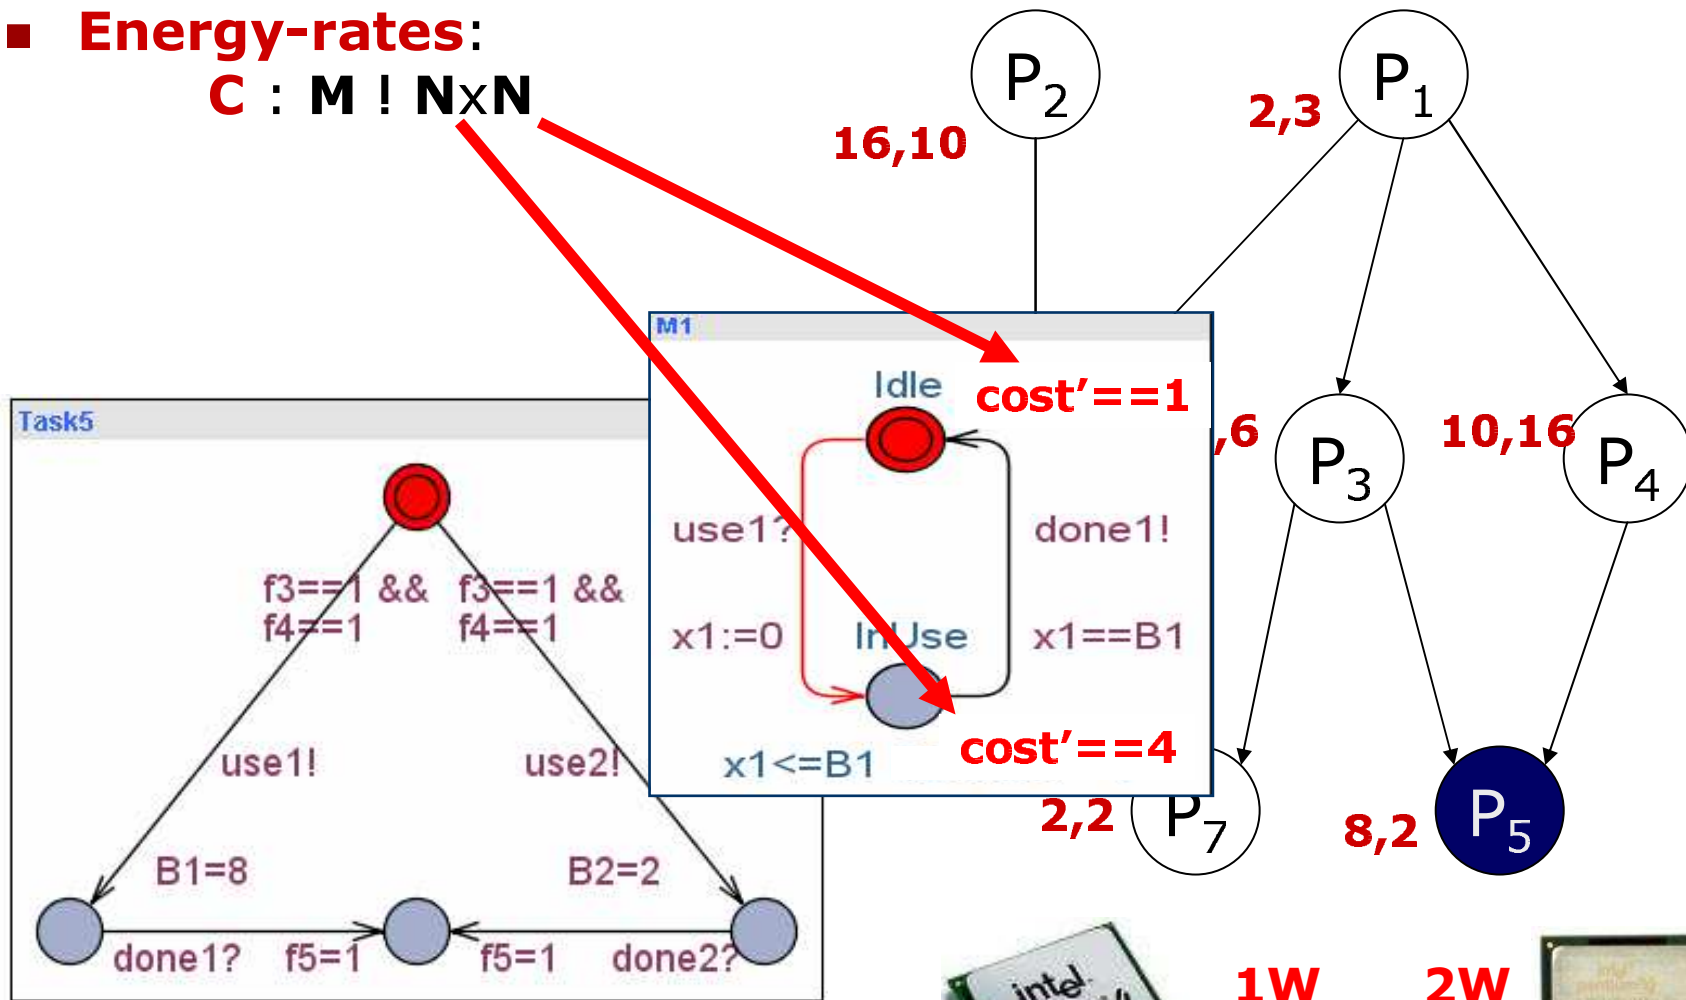 ▪ Energy-rates:
C : M ! NxN
P2
P1
16,10
2,3
M1
Idle
cost’==1
use1?
done1!
x1:=0
InUse
x1==B1
x1<=B1
cost’==4
Task5
f3==1 && f3==1 &&
f4==1 f4==1
use1! use2!
B1=8 B2=2
done1? f5=1 f5=1 done2?
,6
P3
10,16
P4
2,2
P7
8,2
P5
intel
1W 2W